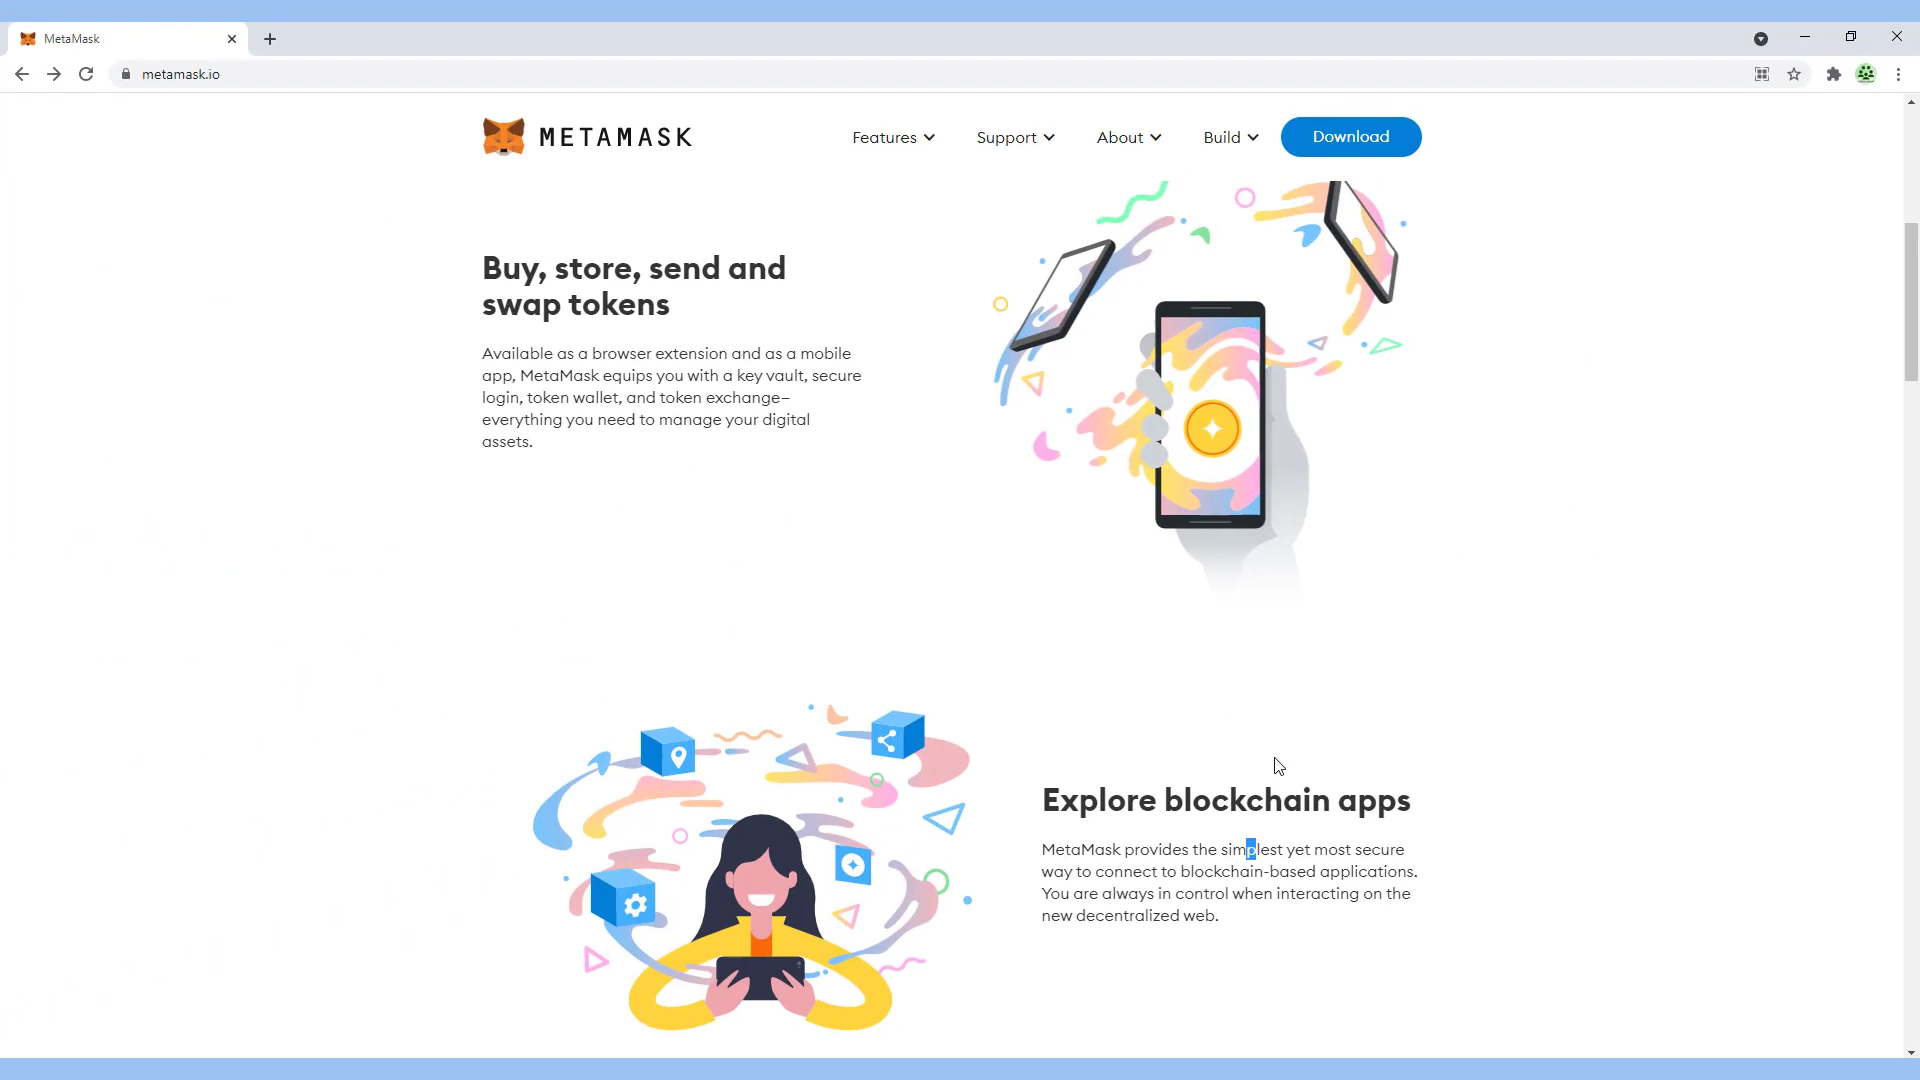 MetaMask
metamask.io
METAMASK
Features
Support
About
Build
Download
Buy, store, send and
swap tokens
Available as a browser extension and as a mobile
app, MetaMask equips you with a key vault, secure
login, token wallet, and token exchange—
everything you need to manage your digital
assets.
Explore blockchain apps
MetaMask provides the simplest yet most secure
way to connect to blockchain-based applications.
You are always in control when interacting on the
new decentralized web.